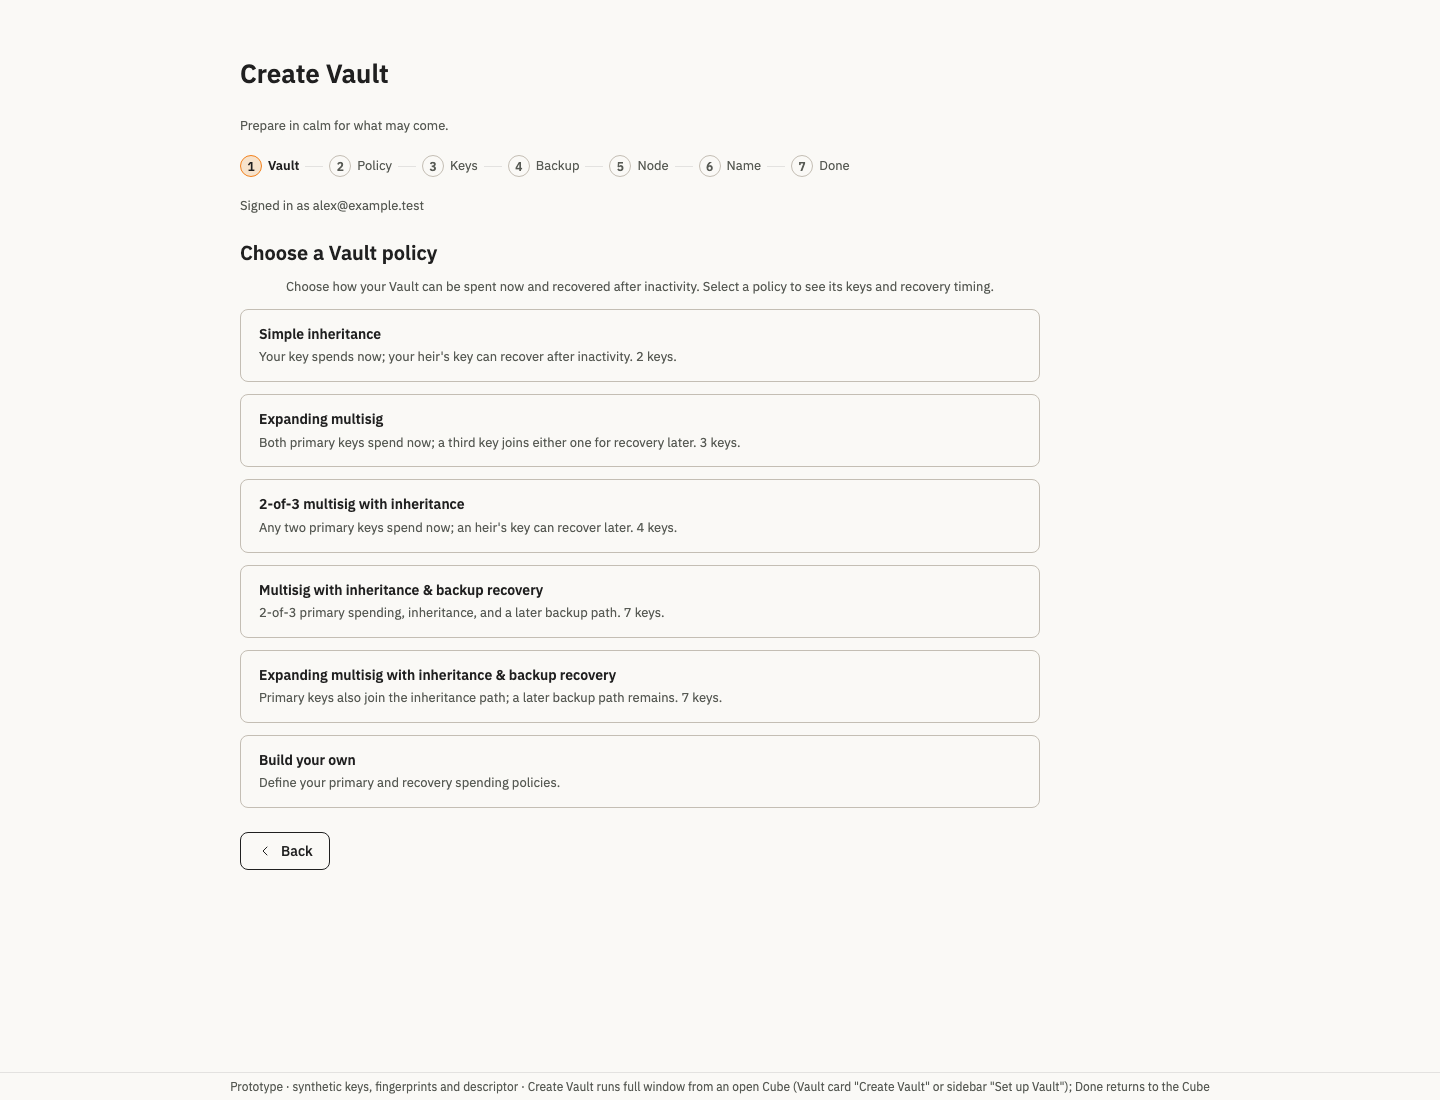 Create Vault
Prepare in calm for what may come.
1 Vault 2 Policy 3 Keys 4 Backup 5 Node 6 Name 7 Done
Signed in as alex@example.test
Choose a Vault policy
Choose how your Vault can be spent now and recovered after inactivity. Select a policy to see its keys and recovery timing.
Simple inheritance
Your key spends now; your heir's key can recover after inactivity. 2 keys.
Expanding multisig
Both primary keys spend now; a third key joins either one for recovery later. 3 keys.
2-of-3 multisig with inheritance
Any two primary keys spend now; an heir's key can recover later. 4 keys.
Multisig with inheritance & backup recovery
2-of-3 primary spending, inheritance, and a later backup path. 7 keys.
Expanding multisig with inheritance & backup recovery
Primary keys also join the inheritance path; a later backup path remains. 7 keys.
Build your own
Define your primary and recovery spending policies.
Back
Prototype · synthetic keys, fingerprints and descriptor · Create Vault runs full window from an open Cube (Vault card "Create Vault" or sidebar "Set up Vault"); Done returns to the Cube